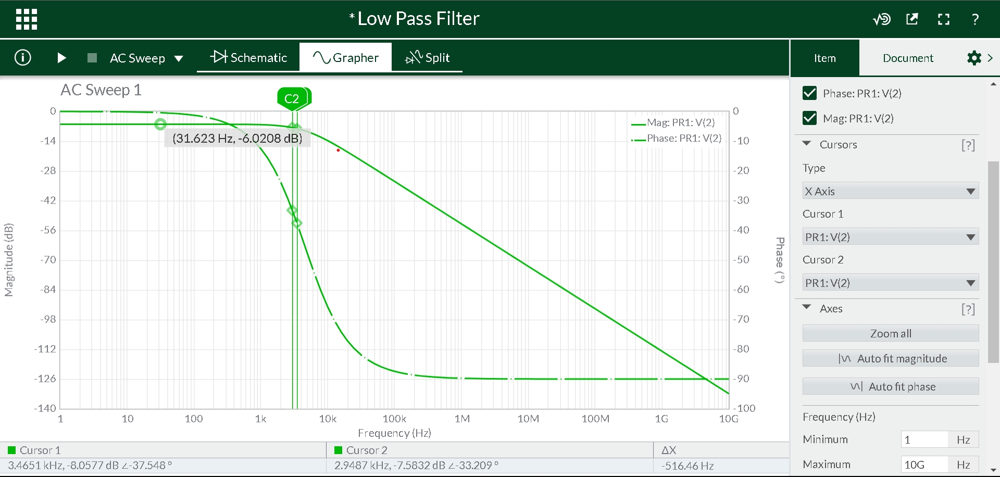 *Low Pass Filter
?
AC Sweep
Schematic
Grapher
Split
Item
Document
AC Sweep 1
C2
(31.623 Hz, -6.0208 dB)
Mag: PR1: V(2)
Phase: PR1: V(2)
Magnitude (dB)
0
-14
-28
-42
-56
-70
-84
-98
-112
-126
-140
0
-10
-20
-30
-40
-50
-60
-70
-80
-90
-100
Phase (°)
1 10 100 1k 10k 100k 1M 10M 100M 1G 10G
Frequency (Hz)
Cursor 1
Cursor 2
ΔX
3.4651 kHz, -8.0577 dB ∠-37.548 °
2.9487 kHz, -7.5832 dB ∠-33.209 °
-516.46 Hz
Phase: PR1: V(2)
Mag: PR1: V(2)
Cursors
[?]
Type
X Axis
Cursor 1
PR1: V(2)
Cursor 2
PR1: V(2)
Axes
[?]
Zoom all
Auto fit magnitude
Auto fit phase
Frequency (Hz)
Minimum
1
Hz
Maximum
10G
Hz